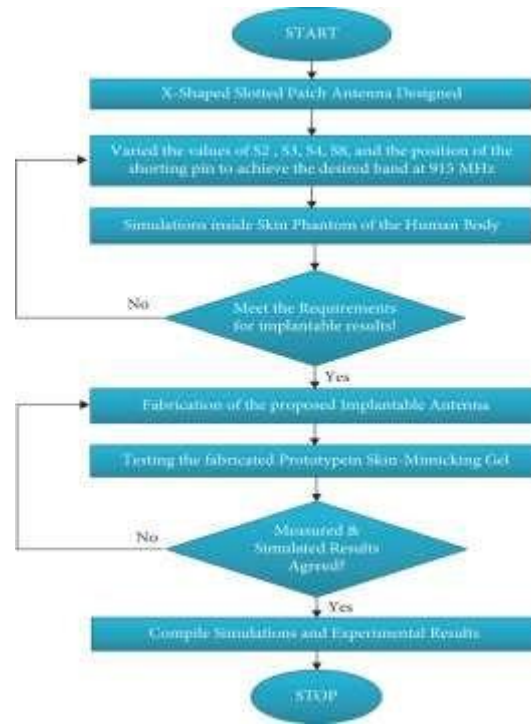 START
X-Shaped Slotted Patch Antenna Designed
Varied the values of S2 , S3, S4, S8, and the position of the
shorting pin to achieve the desired band at 915 MHz
Simulations inside Skin Phantom of the Human Body
Meet the Requirements
for implantable results!
No
Yes
Fabrication of the proposed Implantable Antenna
Testing the fabricated Prototypein Skin-Mimicking Gel
Measured &
Simulated Results
Agreed?
No
Yes
Compile Simulations and Experimental Results
STOP